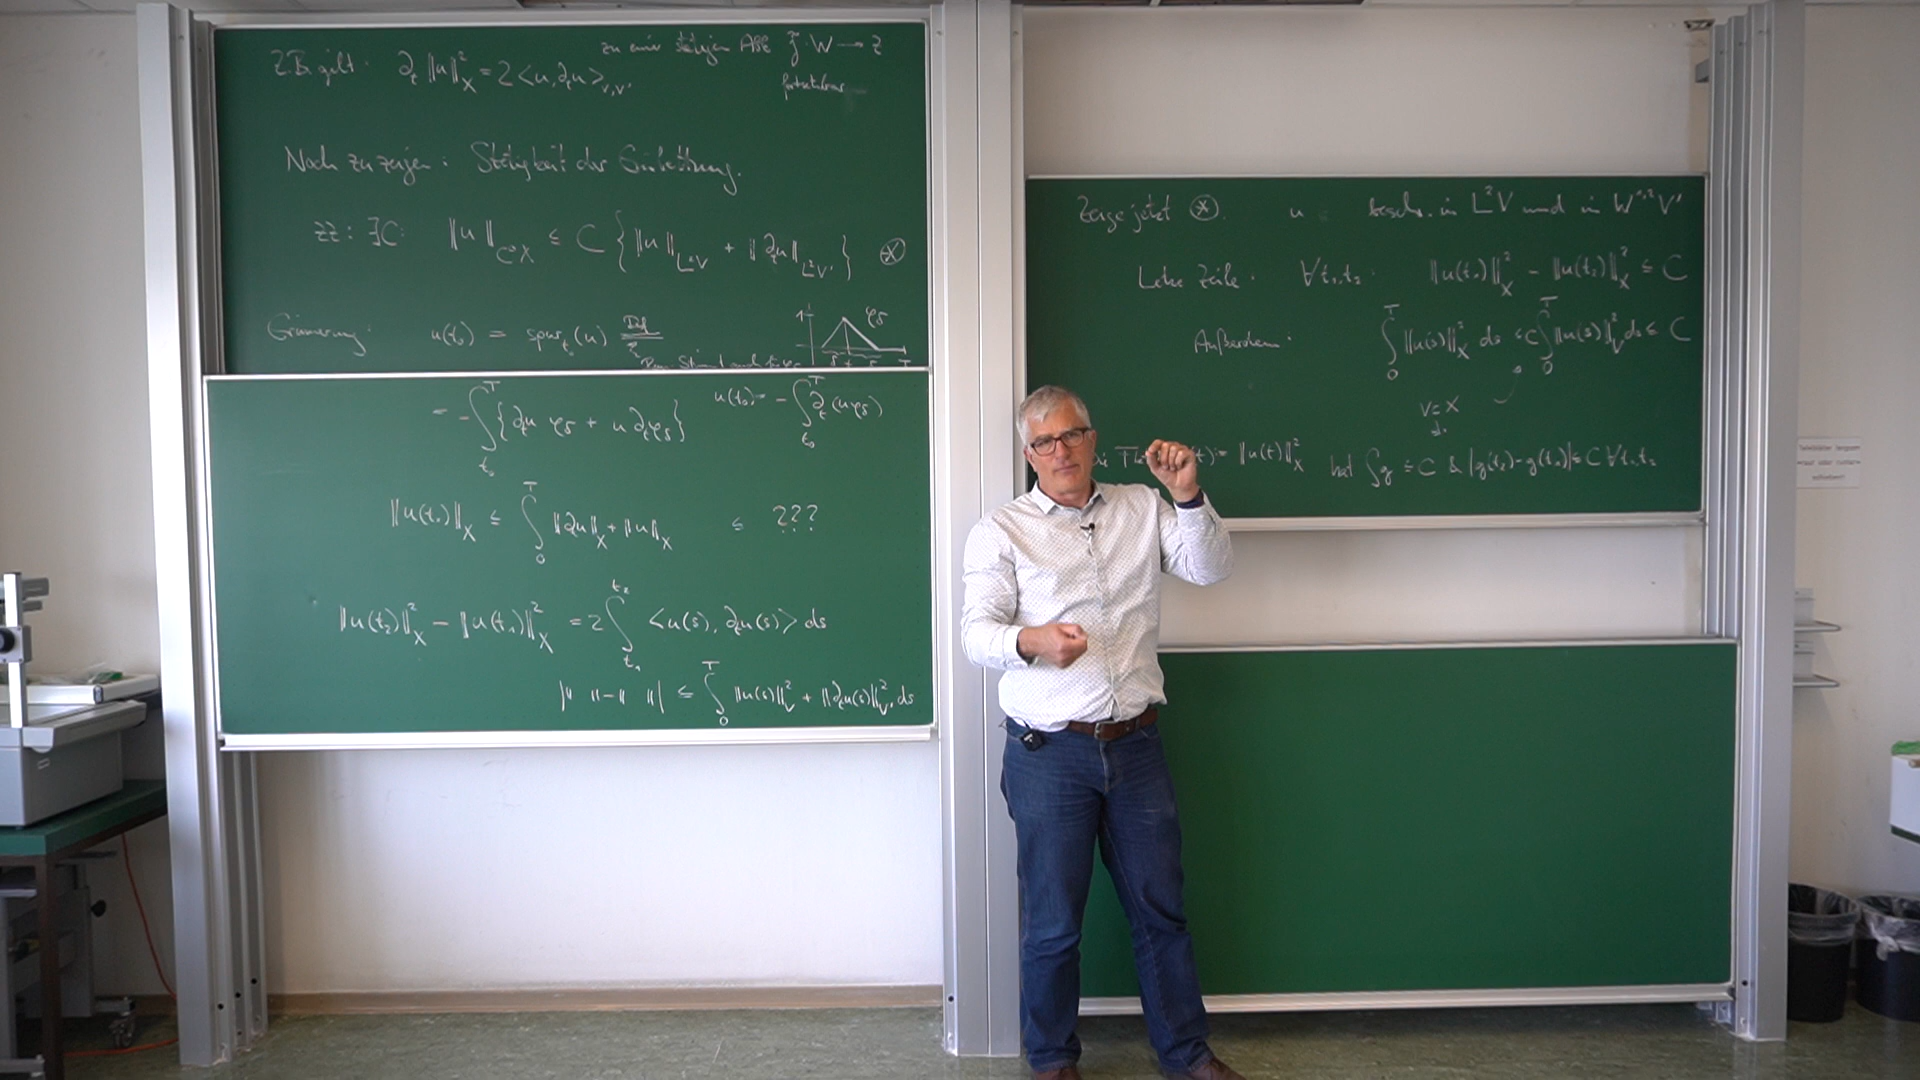 Z.B. gilt: ∂ₜ‖u‖²_X = 2<u, ∂ₜu>_{V,V'}
zu einer stetigen Abb j̃: W → Z
fortsetzbar
Noch zu zeigen: Stetigkeit der Einbettung.
ZZ: ∃C: ‖u‖_{C⁰X} ≤ C {‖u‖_{L²V} + ‖∂ₜu‖_{L²V'}} ⊛
Erinnerung: u(t₀) = spur_{t₀}(u) Def
1 φ_δ
T
= -∫_{t₀}^T {∂ₜu φ_δ + u ∂ₜφ_δ} u(t₀) = -∫_{t₀}^T ∂ₜ(uφ_δ)
‖u(t₀)‖_X ≤ ∫_0^T ‖∂ₜu‖_X + ‖u‖_X ≤ ???
‖u(t₂)‖²_X - ‖u(t₁)‖²_X = 2 ∫_{t₁}^{t₂} <u(s), ∂ₜu(s)> ds
|‖ ‖-‖ ‖| ≤ ∫_0^T ‖u(s)‖²_V + ‖∂ₜu(s)‖²_{V'} ds
Zeige jetzt ⊛. u beschr. in L²V und in W^{1,2}V'
Letzte Zeile: ∀t₁,t₂: ‖u(t₂)‖²_X - ‖u(t₁)‖²_X ≤ C
Außerdem: ∫_0^T ‖u(s)‖²_X ds ≤ C ∫_0^T ‖u(s)‖²_V ds ≤ C
V ⊂ X
d.
(t) := ‖u(t)‖²_X hat ∫g ≤ C & |g(t₂)-g(t₁)| ≤ C ∀t₁,t₂